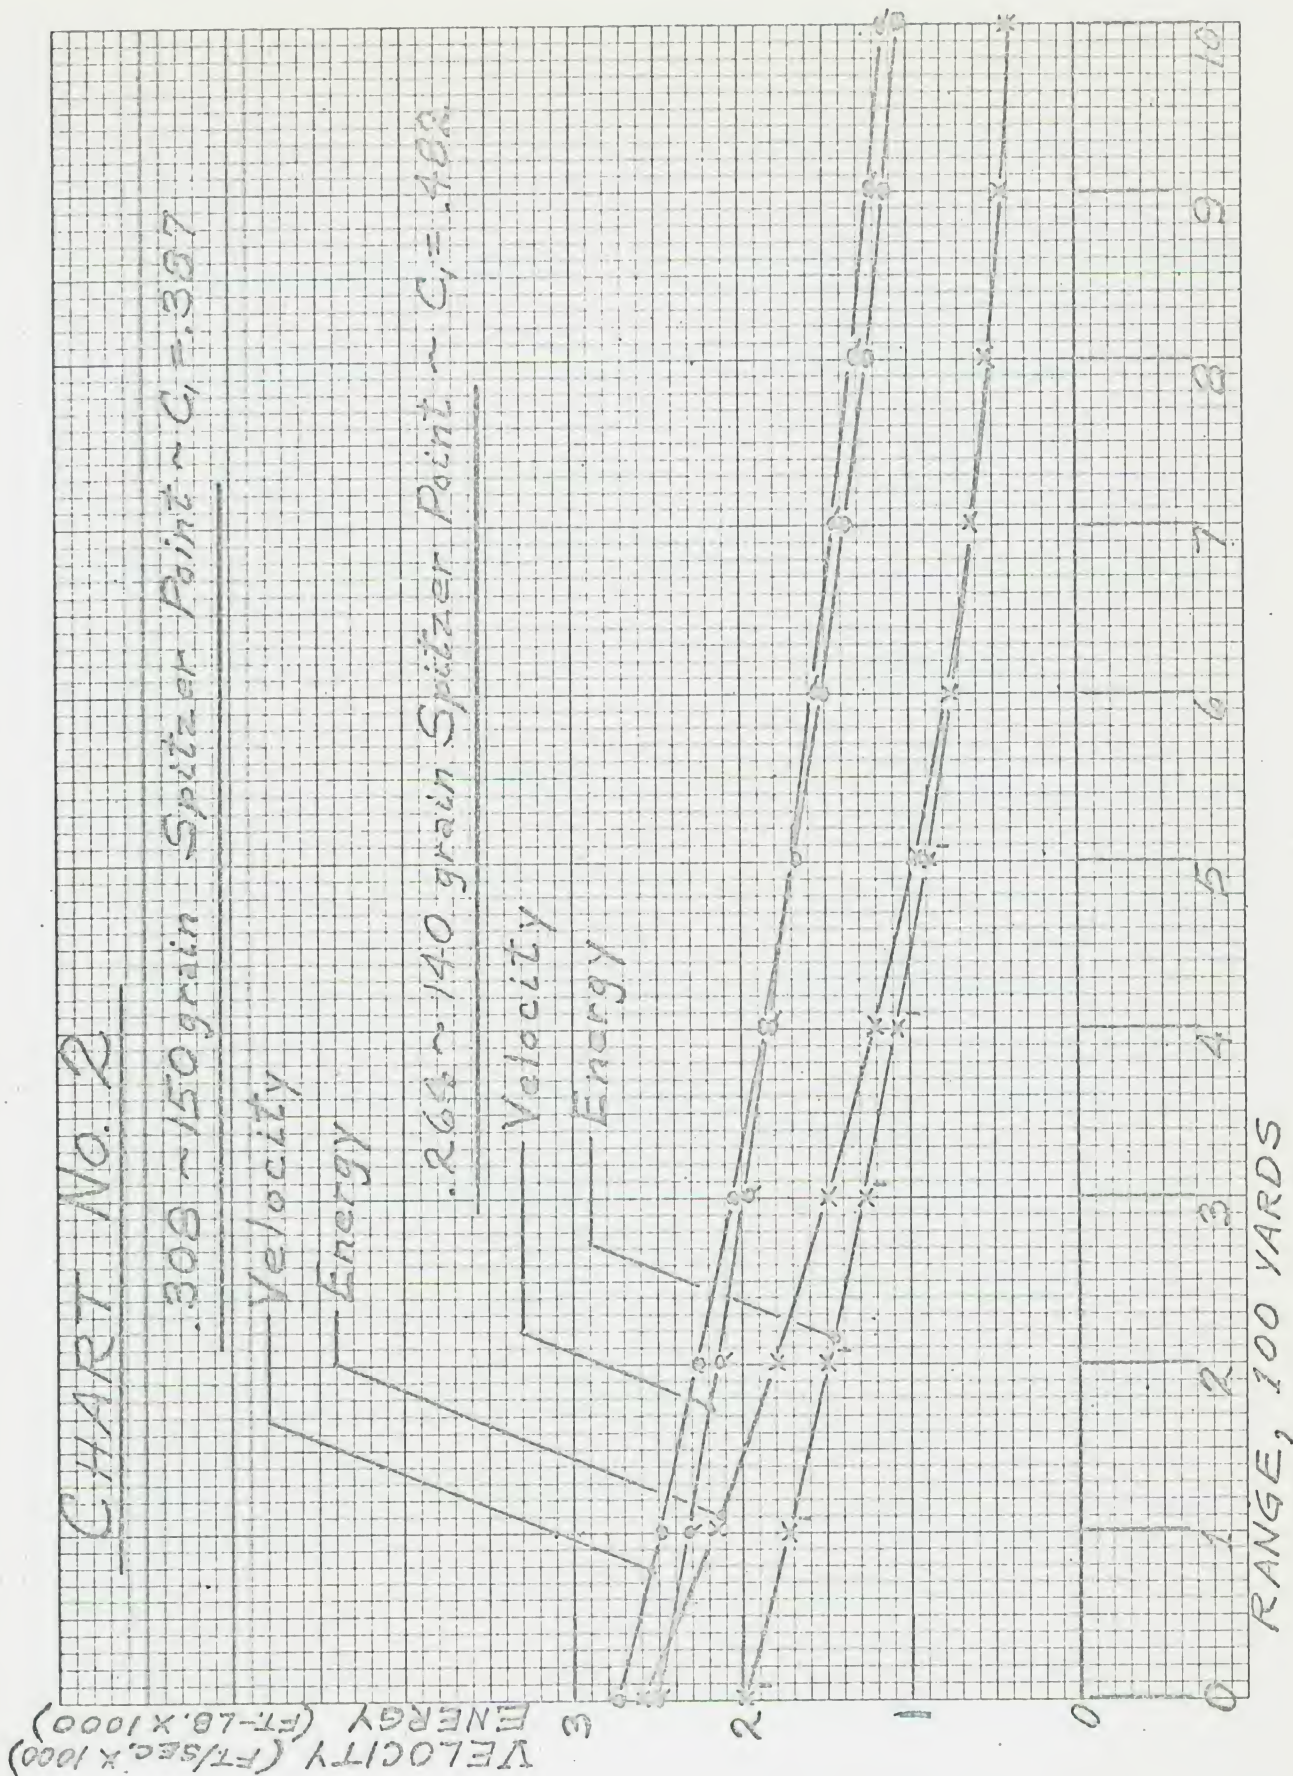 CHART No. 2
.308 ~ 150 grain Spitzer Point ~ C₁ = .387
Velocity
Energy
.264 ~ 140 grain Spitzer Point ~ C₁ = .482
Velocity
Energy
VELOCITY (FT/SEC. X 1000)
ENERGY (FT-LB. X 1000)
3
2
1
0
0 1 2 3 4 5 6 7 8 9 10
RANGE, 100 YARDS